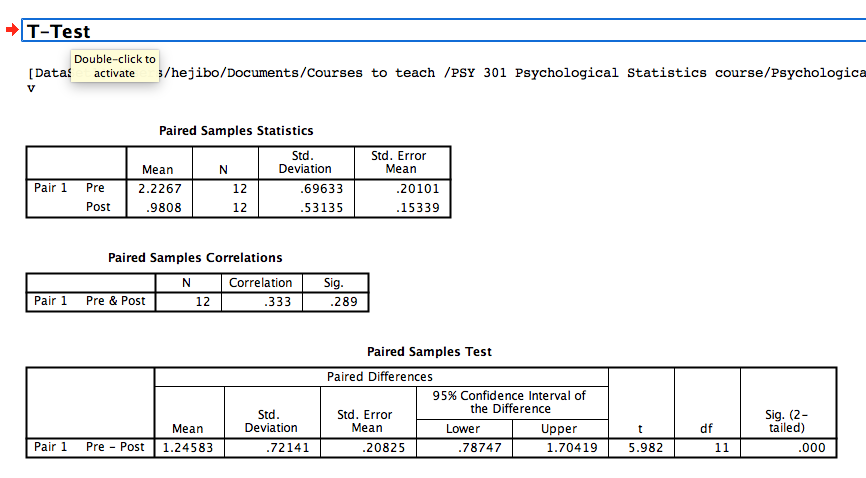 T-Test
Double-click to
activate
[Data /hejibo/Documents/Courses to teach /PSY 301 Psychological Statistics course/Psychologica
v
Paired Samples Statistics
Mean N Std. Deviation Std. Error Mean
Pair 1 Pre 2.2267 12 .69633 .20101
Post .9808 12 .53135 .15339
Paired Samples Correlations
N Correlation Sig.
Pair 1 Pre & Post 12 .333 .289
Paired Samples Test
Paired Differences
95% Confidence Interval of
the Difference
Mean Std. Deviation Std. Error Mean Lower Upper t df Sig. (2-tailed)
Pair 1 Pre - Post 1.24583 .72141 .20825 .78747 1.70419 5.982 11 .000